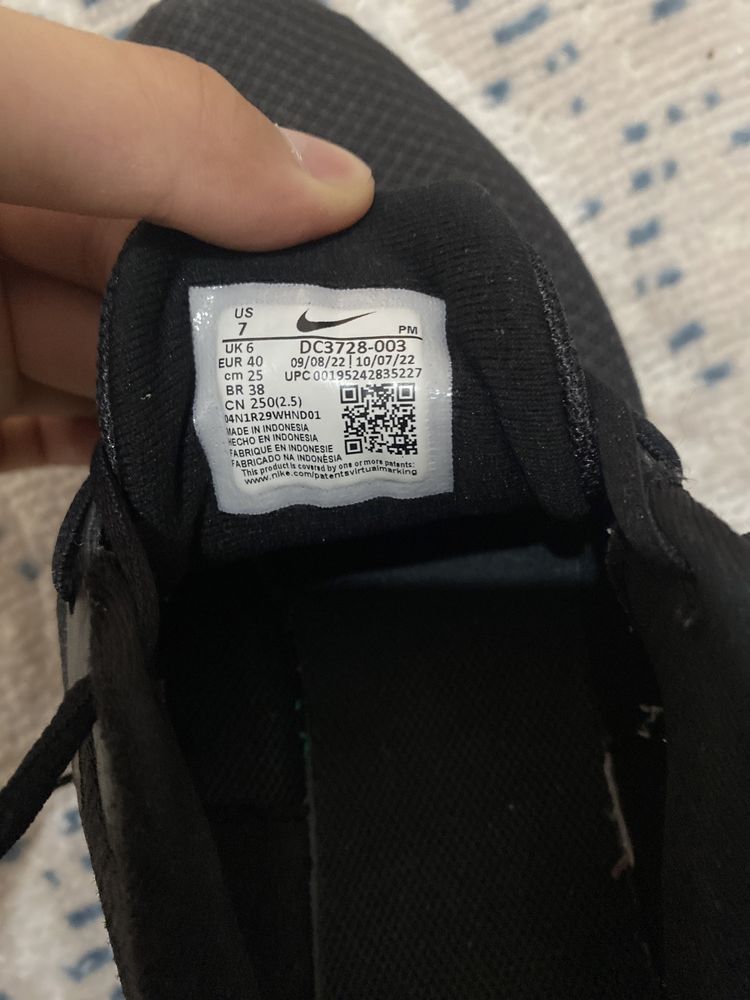 US
7
PM
UK 6 DC3728-003
EUR 40 09/08/22 | 10/07/22
cm 25 UPC 00195242835227
BR 38
CN 250(2.5)
04N1R29WHND01
MADE IN INDONESIA
HECHO EN INDONESIA
FABRIQUE EN INDONESIE
FABRICADO NA INDONÉSIA
This product is covered by one or more patents:
www.nike.com/patentsvirtualmarking